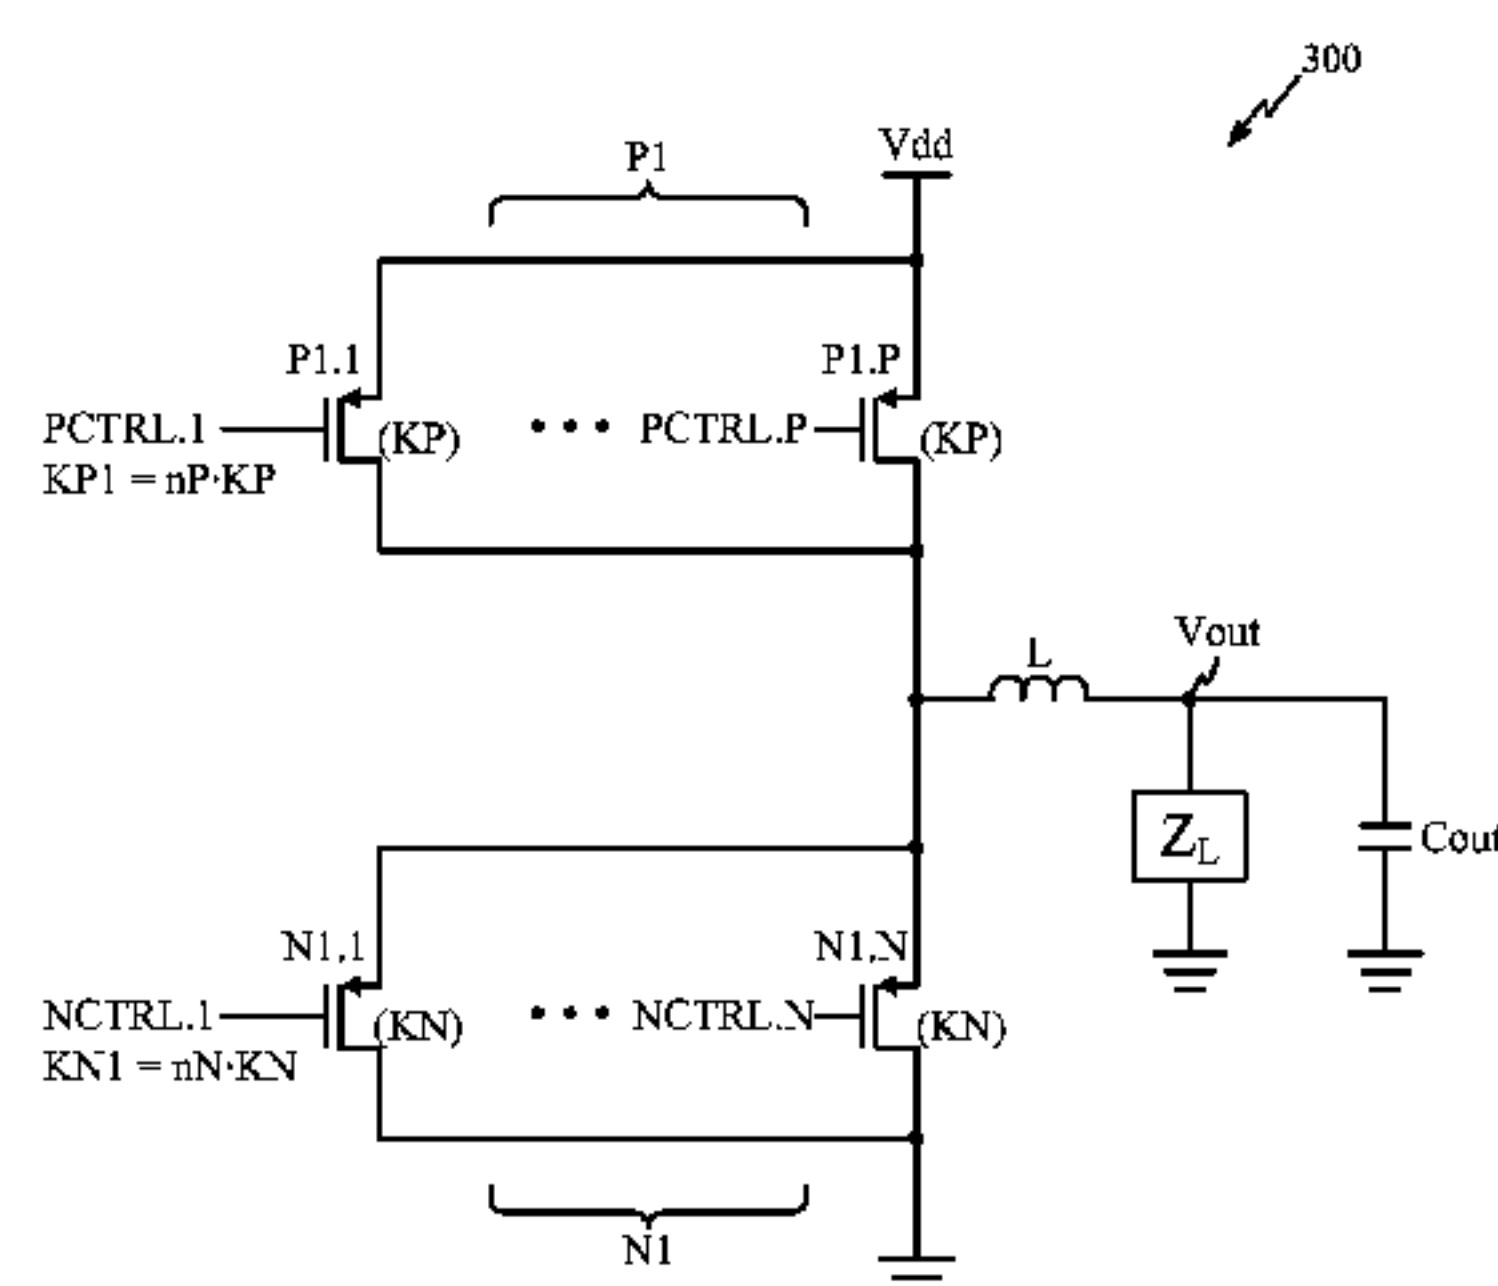 300
Vdd
P1
P1.1
P1.P
PCTRL.1
(KP)
PCTRL.P
(KP)
KP1 = nP·KP
Vout
L
ZL
Cout
N1,1
N1,N
NCTRL.1
(KN)
NCTRL.N
(KN)
KN1 = nN·KN
N1